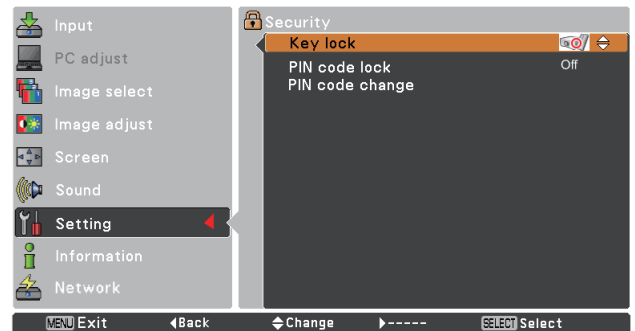 Input
PC adjust
Image select
Image adjust
Screen
Sound
Setting
Information
Network
Security
Key lock
PIN code lock Off
PIN code change
MENU Exit Back Change ----- SELECT Select